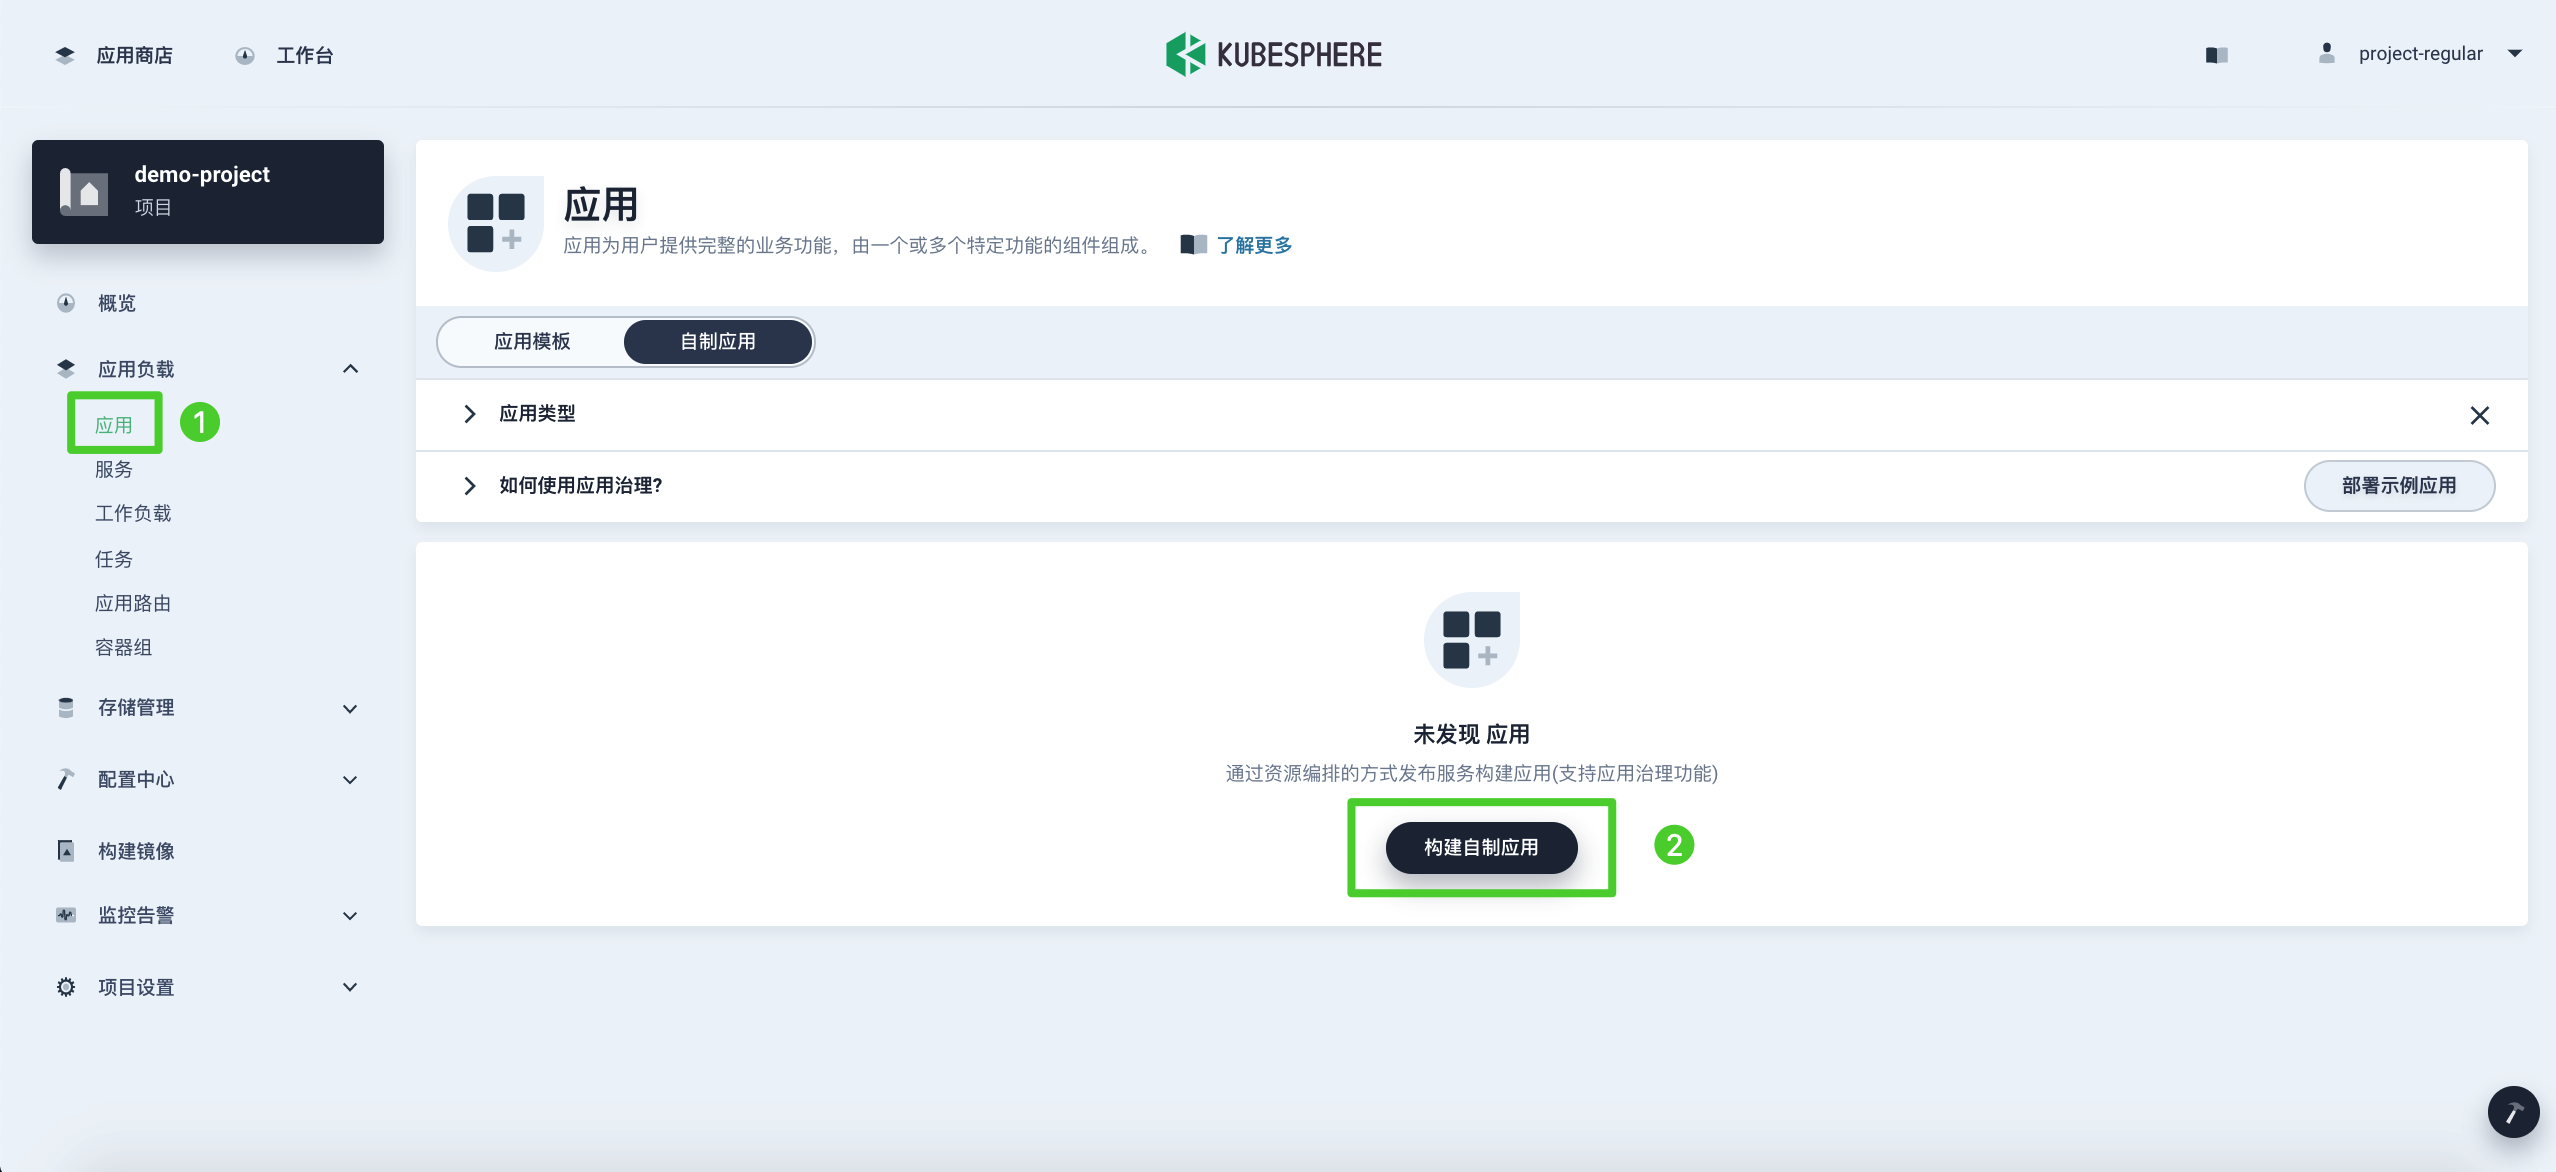 应用商店
工作台
KUBESPHERE
project-regular
demo-project
项目
概览
应用负载
应用
1
服务
工作负载
任务
应用路由
容器组
存储管理
配置中心
构建镜像
监控告警
项目设置
应用
应用为用户提供完整的业务功能，由一个或多个特定功能的组件组成。
了解更多
应用模板
自制应用
应用类型
如何使用应用治理?
部署示例应用
未发现 应用
通过资源编排的方式发布服务构建应用(支持应用治理功能)
构建自制应用
2